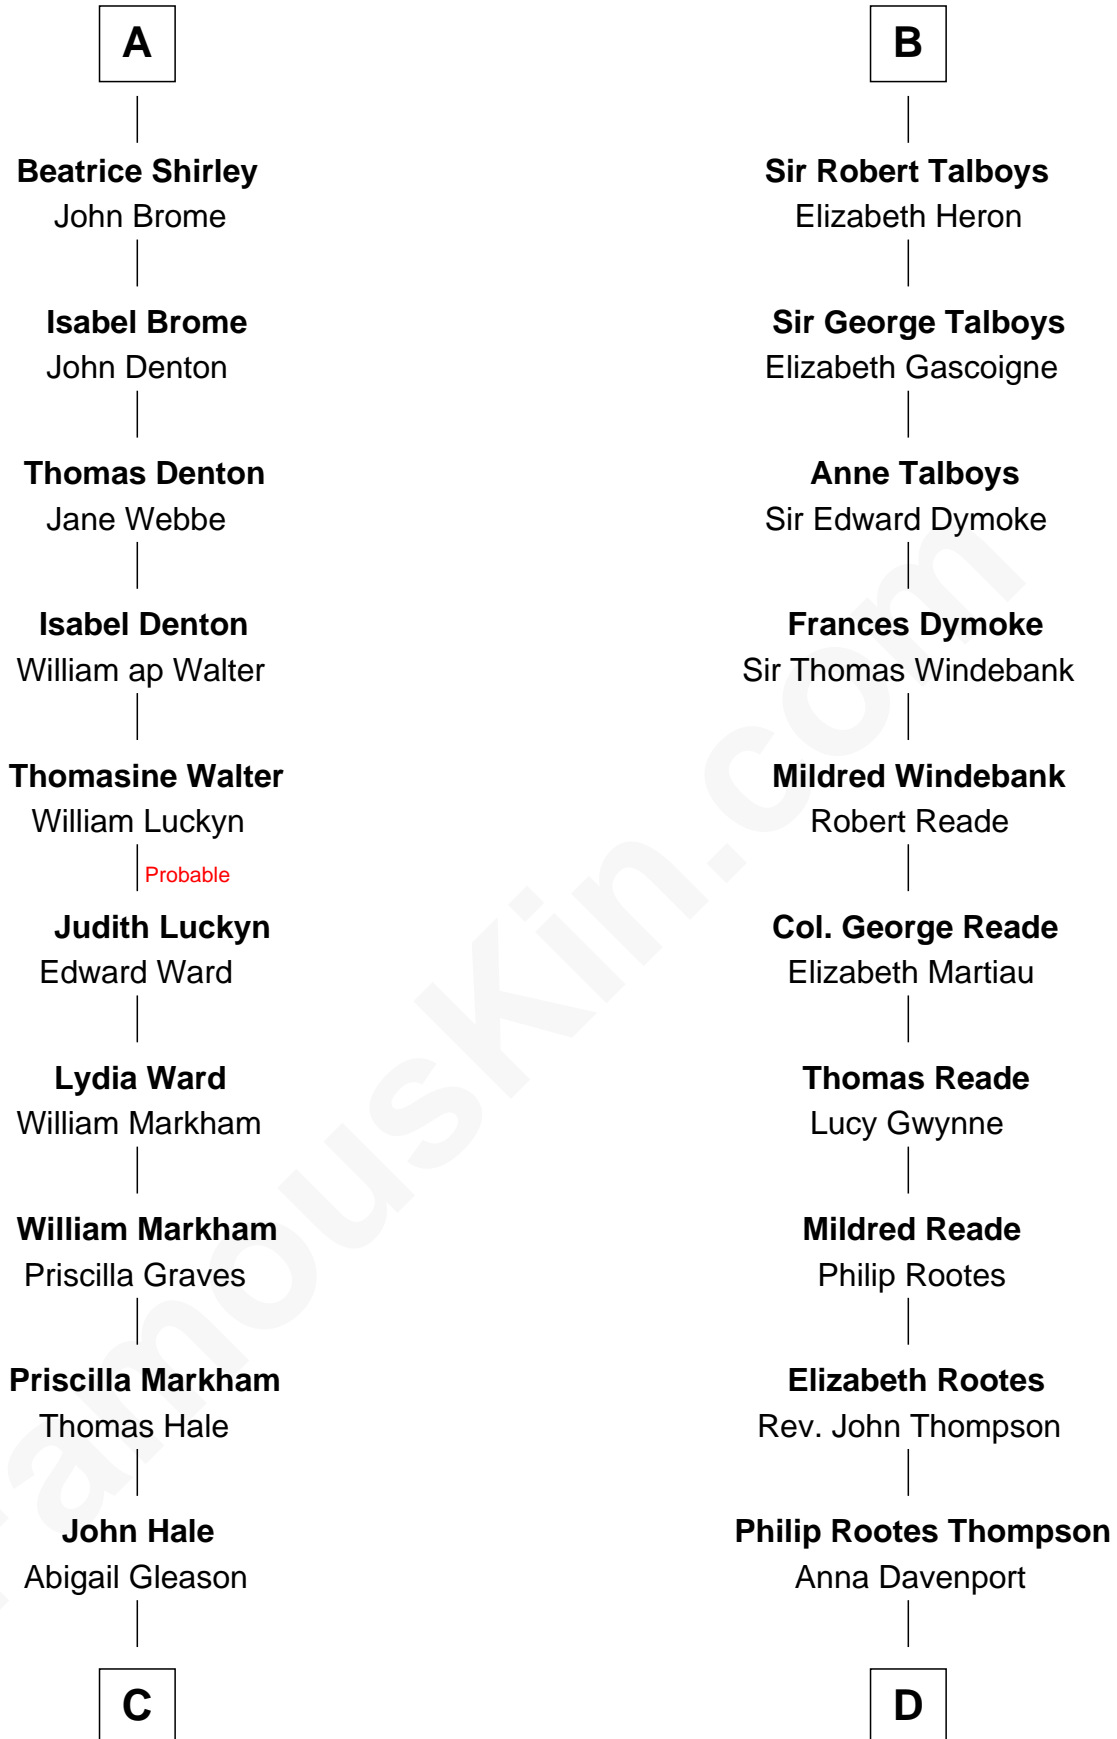 A
Beatrice Shirley
John Brome
Isabel Brome
John Denton
Thomas Denton
Jane Webbe
Isabel Denton
William ap Walter
Thomasine Walter
William Luckyn
Probable
Judith Luckyn
Edward Ward
Lydia Ward
William Markham
William Markham
Priscilla Graves
Priscilla Markham
Thomas Hale
John Hale
Abigail Gleason
C
B
Sir Robert Talboys
Elizabeth Heron
Sir George Talboys
Elizabeth Gascoigne
Anne Talboys
Sir Edward Dymoke
Frances Dymoke
Sir Thomas Windebank
Mildred Windebank
Robert Reade
Col. George Reade
Elizabeth Martiau
Thomas Reade
Lucy Gwynne
Mildred Reade
Philip Rootes
Elizabeth Rootes
Rev. John Thompson
Philip Rootes Thompson
Anna Davenport
D
FamousKin.com